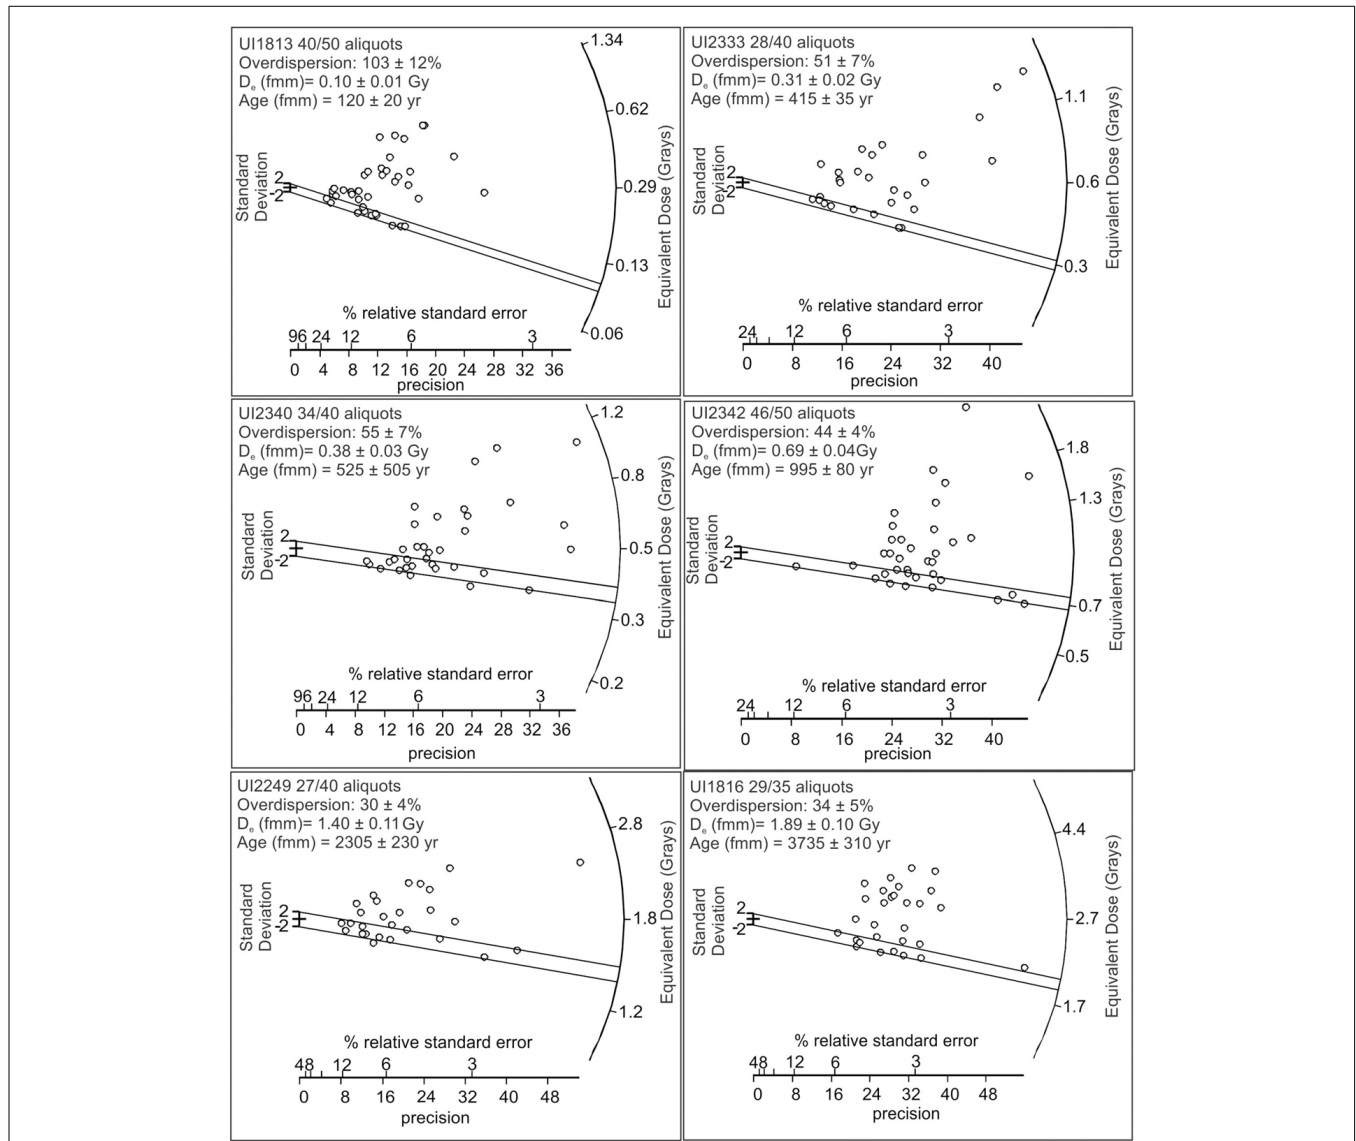 UI1813 40/50 aliquots
Overdispersion: 103 ± 12%
Dₑ (fmm)= 0.10 ± 0.01 Gy
Age (fmm) = 120 ± 20 yr
1.34
0.62
0.29
0.13
0.06
Equivalent Dose (Grays)
Standard
Deviation
2
-2
% relative standard error
96 24 12 6 3
0 4 8 12 16 20 24 28 32 36
precision
UI2333 28/40 aliquots
Overdispersion: 51 ± 7%
Dₑ (fmm)= 0.31 ± 0.02 Gy
Age (fmm) = 415 ± 35 yr
1.1
0.6
0.3
Equivalent Dose (Grays)
Standard
Deviation
2
-2
% relative standard error
24 12 6 3
0 8 16 24 32 40
precision
UI2340 34/40 aliquots
Overdispersion: 55 ± 7%
Dₑ (fmm)= 0.38 ± 0.03 Gy
Age (fmm) = 525 ± 505 yr
1.2
0.8
0.5
0.3
0.2
Equivalent Dose (Grays)
Standard
Deviation
2
-2
% relative standard error
96 24 12 6 3
0 4 8 12 16 20 24 28 32 36
precision
UI2342 46/50 aliquots
Overdispersion: 44 ± 4%
Dₑ (fmm)= 0.69 ± 0.04Gy
Age (fmm) = 995 ± 80 yr
1.8
1.3
0.7
0.5
Equivalent Dose (Grays)
Standard
Deviation
2
-2
% relative standard error
24 12 6 3
0 8 16 24 32 40
precision
UI2249 27/40 aliquots
Overdispersion: 30 ± 4%
Dₑ (fmm)= 1.40 ± 0.11 Gy
Age (fmm) = 2305 ± 230 yr
2.8
1.8
1.2
Equivalent Dose (Grays)
Standard
Deviation
2
-2
% relative standard error
48 12 6 3
0 8 16 24 32 40 48
precision
UI1816 29/35 aliquots
Overdispersion: 34 ± 5%
Dₑ (fmm)= 1.89 ± 0.10 Gy
Age (fmm) = 3735 ± 310 yr
4.4
2.7
1.7
Equivalent Dose (Grays)
Standard
Deviation
2
-2
% relative standard error
48 12 6 3
0 8 16 24 32 40 48
precision